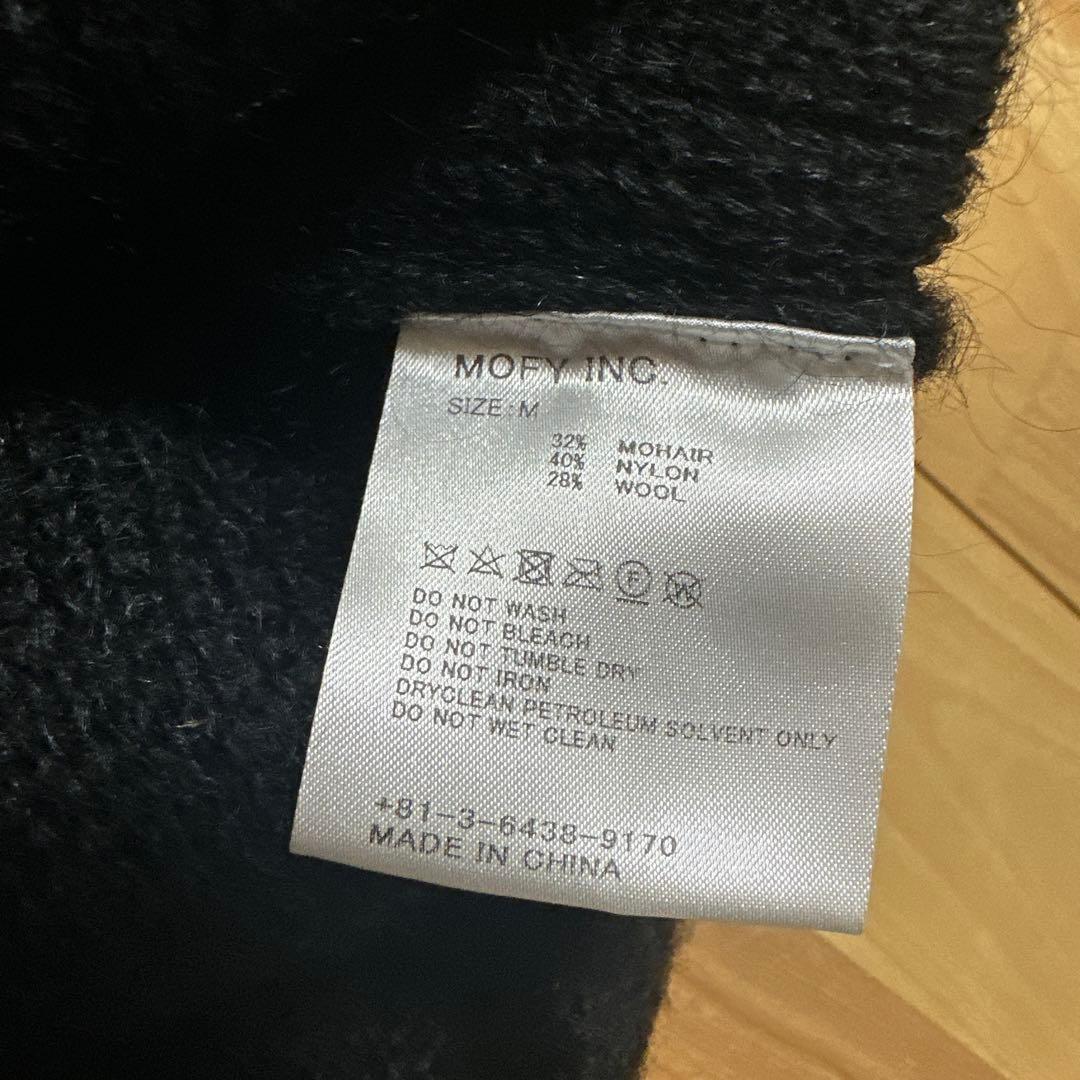 MOFY INC.
SIZE:M
32% MOHAIR
40% NYLON
28% WOOL
F W
DO NOT WASH
DO NOT BLEACH
DO NOT TUMBLE DRY
DO NOT IRON
DRYCLEAN PETROLEUM SOLVENT ONLY
DO NOT WET CLEAN
+81-3-6438-9170
MADE IN CHINA